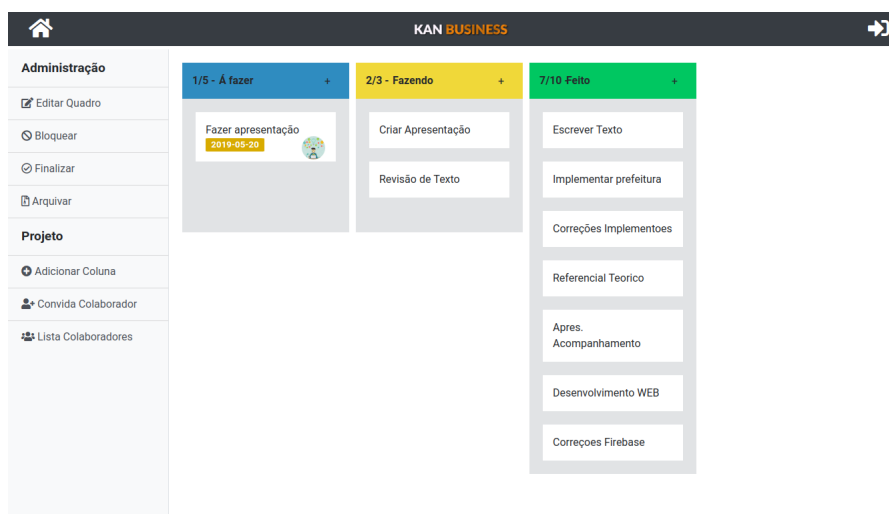 KAN BUSINESS
Administração
Editar Quadro
Bloquear
Finalizar
Arquivar
Projeto
Adicionar Coluna
Convida Colaborador
Lista Colaboradores
1/5 - Á fazer +
Fazer apresentação
2019-05-20
2/3 - Fazendo +
Criar Apresentação
Revisão de Texto
7/10 -Feito +
Escrever Texto
Implementar prefeitura
Correções Implementoes
Referencial Teorico
Apres.
Acompanhamento
Desenvolvimento WEB
Correçoes Firebase